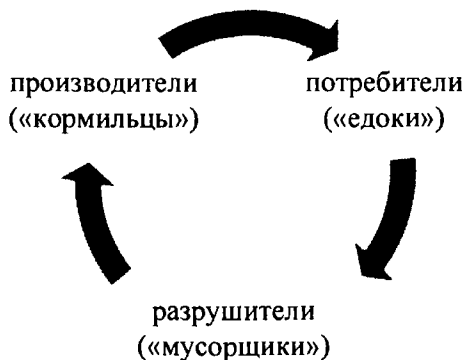 производители
(«кормильцы»)
потребители
(«едоки»)
разрушители
(«мусорщики»)